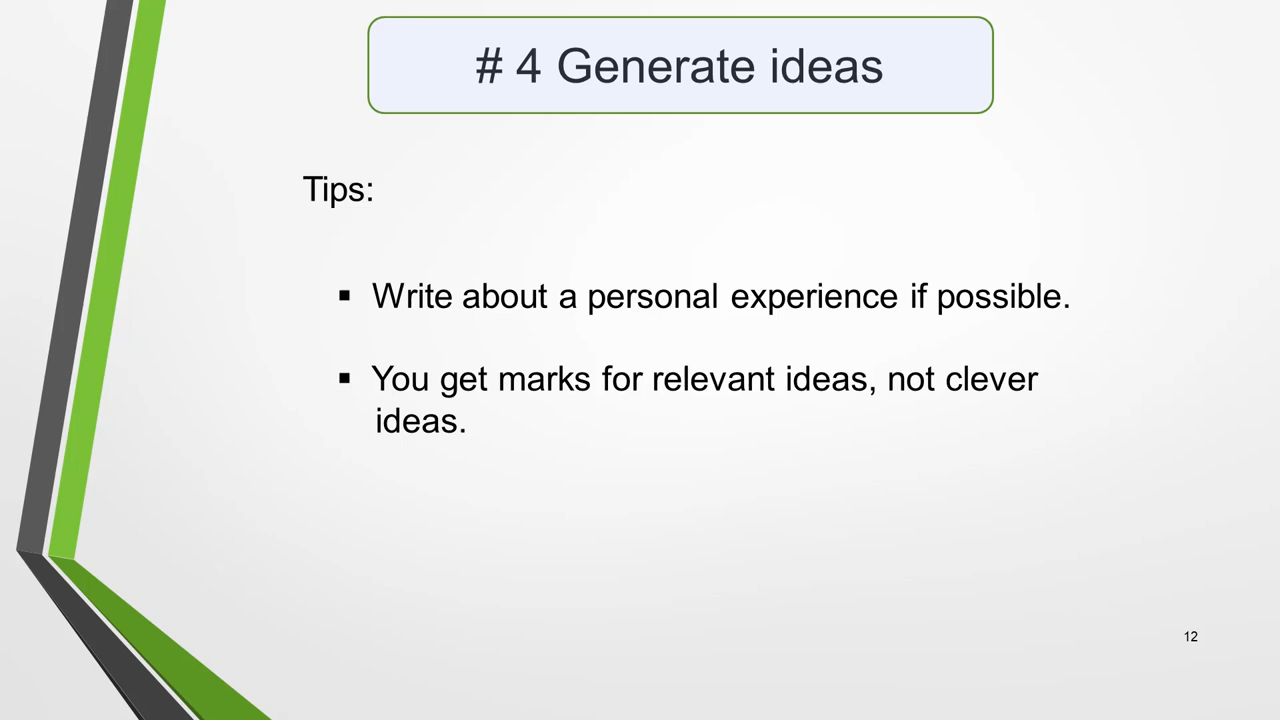 # 4 Generate ideas
Tips:
▪ Write about a personal experience if possible.
▪ You get marks for relevant ideas, not clever
ideas.
12